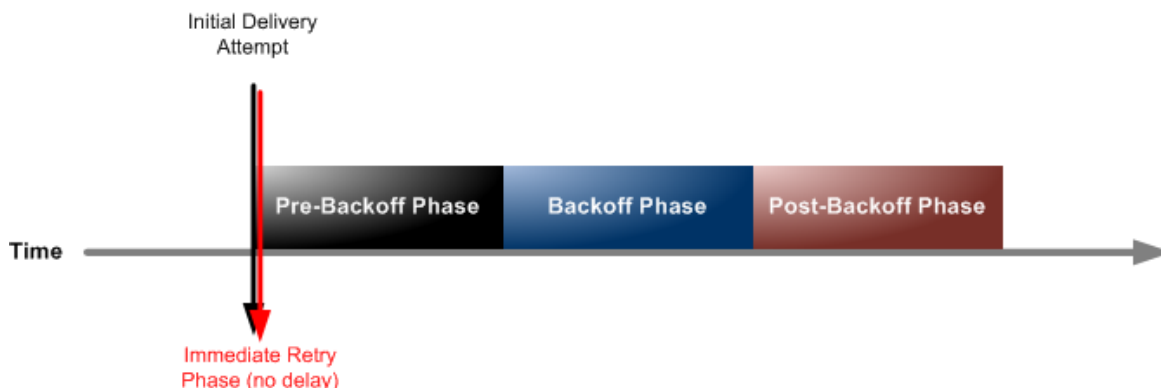 Initial Delivery
Attempt
Pre-Backoff Phase
Backoff Phase
Post-Backoff Phase
Time
Immediate Retry
Phase (no delay)